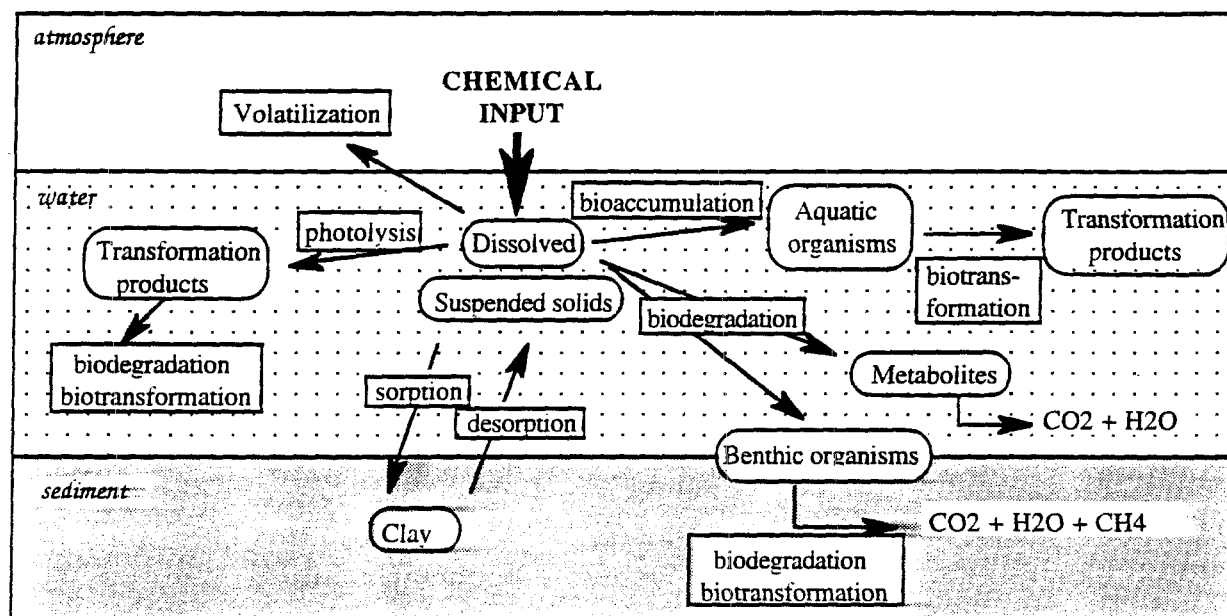 atmosphere
CHEMICAL
INPUT
Volatilization
water
bioaccumulation
Aquatic
organisms
Transformation
products
photolysis
Dissolved
Transformation
products
biotrans-
formation
Suspended solids
biodegradation
biodegradation
biotransformation
sorption
desorption
Metabolites
CO2 + H2O
Benthic organisms
sediment
Clay
CO2 + H2O + CH4
biodegradation
biotransformation